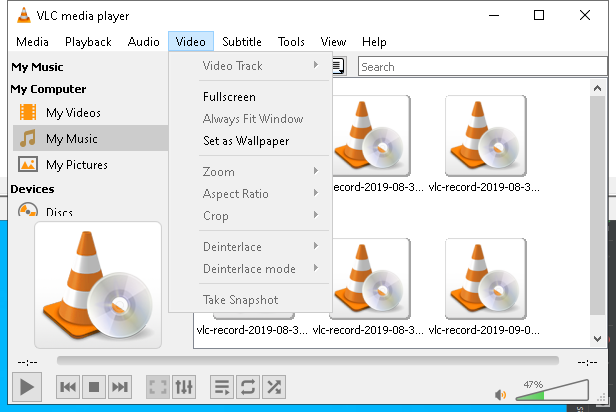 VLC media player
Media Playback Audio Video Subtitle Tools View Help
My Music
My Computer
My Videos
My Music
My Pictures
Devices
Discs
Video Track
Fullscreen
Always Fit Window
Set as Wallpaper
Zoom
Aspect Ratio
Crop
Deinterlace
Deinterlace mode
Take Snapshot
Search
vlc-record-2019-08-3... vlc-record-2019-08-3...
vlc-record-2019-08-3... vlc-record-2019-08-3... vlc-record-2019-09-0...
--:-- --:--
47%